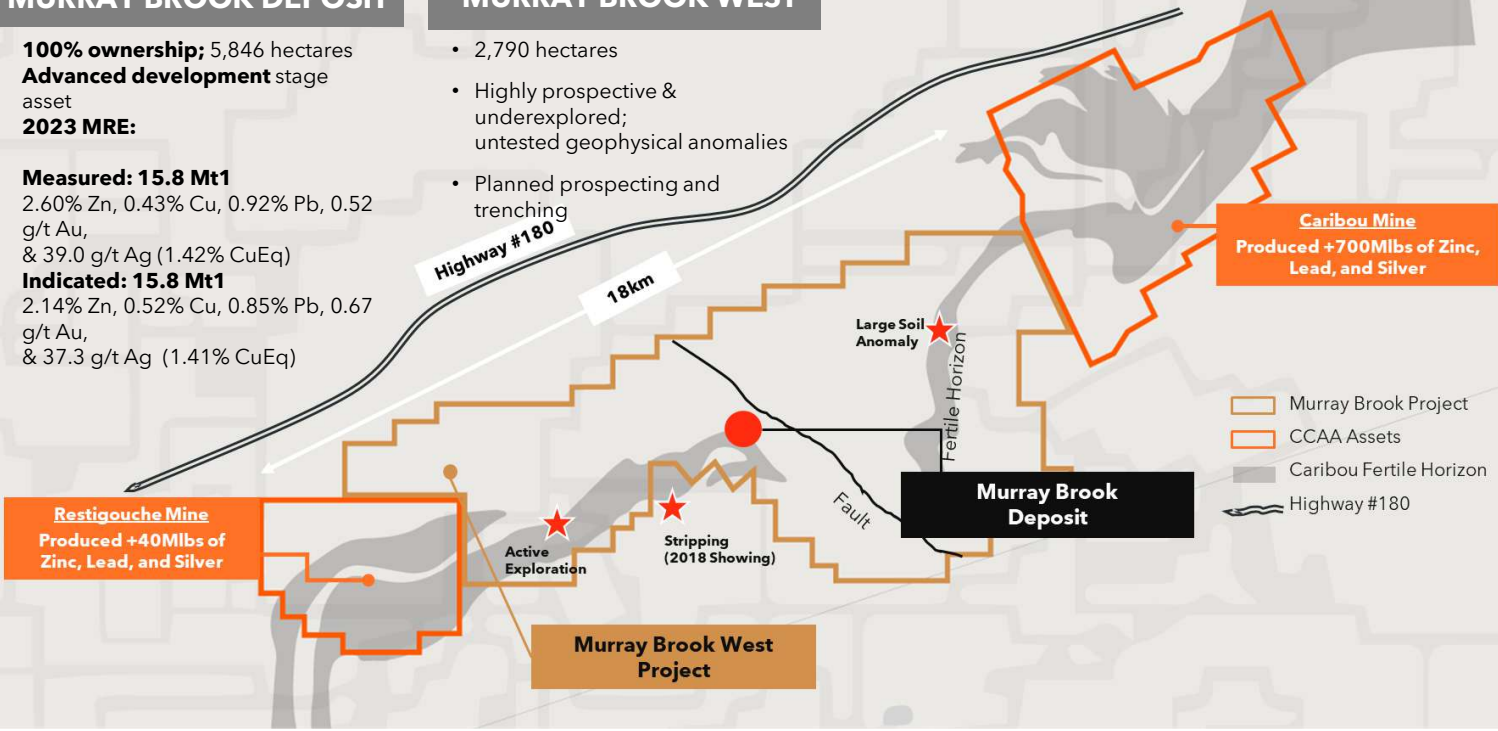 MURRAY BROOK DEPOSIT
100% ownership; 5,846 hectares
Advanced development stage
asset
2023 MRE:
Measured: 15.8 Mt1
2.60% Zn, 0.43% Cu, 0.92% Pb, 0.52
g/t Au,
& 39.0 g/t Ag (1.42% CuEq)
Indicated: 15.8 Mt1
2.14% Zn, 0.52% Cu, 0.85% Pb, 0.67
g/t Au,
& 37.3 g/t Ag (1.41% CuEq)
MURRAY BROOK WEST
• 2,790 hectares
• Highly prospective &
underexplored;
untested geophysical anomalies
• Planned prospecting and
trenching
Highway #180
18km
Caribou Mine
Produced +700Mlbs of Zinc,
Lead, and Silver
Large Soil
Anomaly
Fertile Horizon
Murray Brook Project
CCAA Assets
Caribou Fertile Horizon
Highway #180
Murray Brook
Deposit
Fault
Restigouche Mine
Produced +40Mlbs of
Zinc, Lead, and Silver
Active
Exploration
Stripping
(2018 Showing)
Murray Brook West
Project